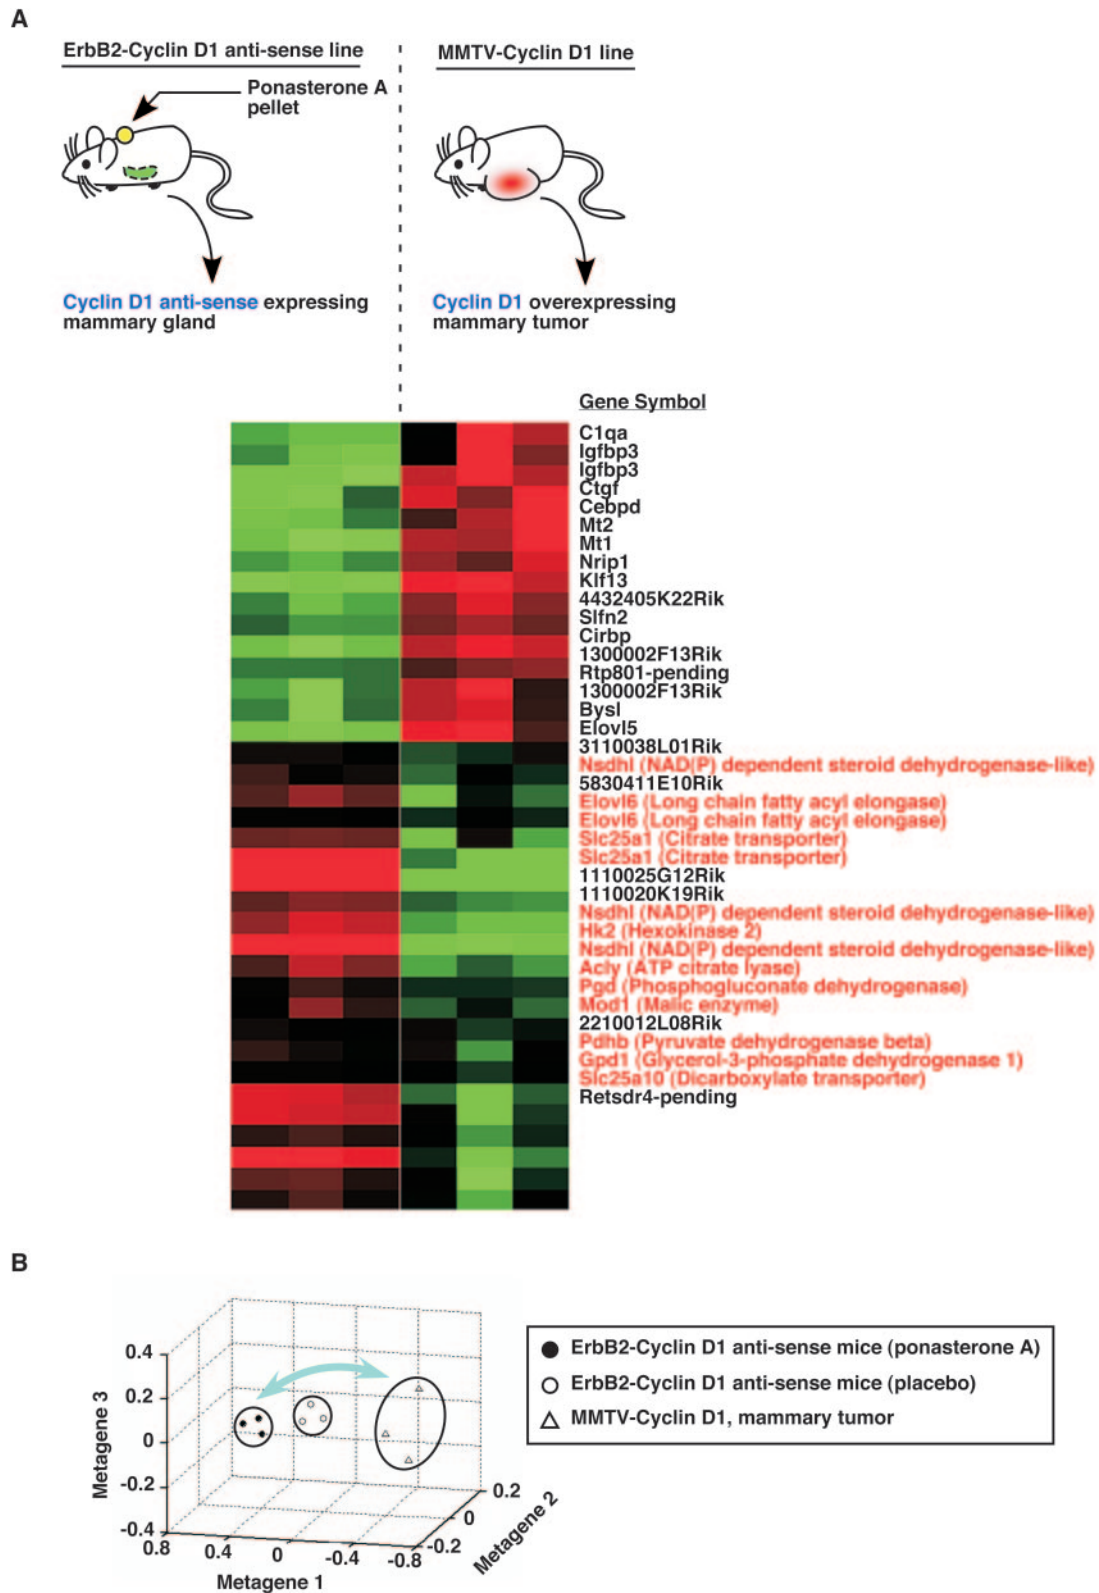 A
ErbB2-Cyclin D1 anti-sense line
MMTV-Cyclin D1 line
Ponasterone A
pellet
Cyclin D1 anti-sense expressing
mammary gland
Cyclin D1 overexpressing
mammary tumor
Gene Symbol
C1qa
Igfbp3
Igfbp3
Ctgf
Cebpd
Mt2
Mt1
Nrip1
Klf13
4432405K22Rik
Slfn2
Cirbp
1300002F13Rik
Rtp801-pending
1300002F13Rik
Bysl
Elovl5
3110038L01Rik
Nsdhl (NAD(P) dependent steroid dehydrogenase-like)
5830411E10Rik
Elovl6 (Long chain fatty acyl elongase)
Elovl6 (Long chain fatty acyl elongase)
Slc25a1 (Citrate transporter)
Slc25a1 (Citrate transporter)
1110025G12Rik
1110020K19Rik
Nsdhl (NAD(P) dependent steroid dehydrogenase-like)
Hk2 (Hexokinase 2)
Nsdhl (NAD(P) dependent steroid dehydrogenase-like)
Acly (ATP citrate lyase)
Pgd (Phosphogluconate dehydrogenase)
Mod1 (Malic enzyme)
2210012L08Rik
Pdhb (Pyruvate dehydrogenase beta)
Gpd1 (Glycerol-3-phosphate dehydrogenase 1)
Slc25a10 (Dicarboxylate transporter)
Retsdr4-pending
B
0.4
0.2
0
-0.2
-0.4
Metagene 3
0.8
0.4
0
-0.4
-0.8
Metagene 1
-0.2
0
0.2
Metagene 2
ErbB2-Cyclin D1 anti-sense mice (ponasterone A)
ErbB2-Cyclin D1 anti-sense mice (placebo)
MMTV-Cyclin D1, mammary tumor